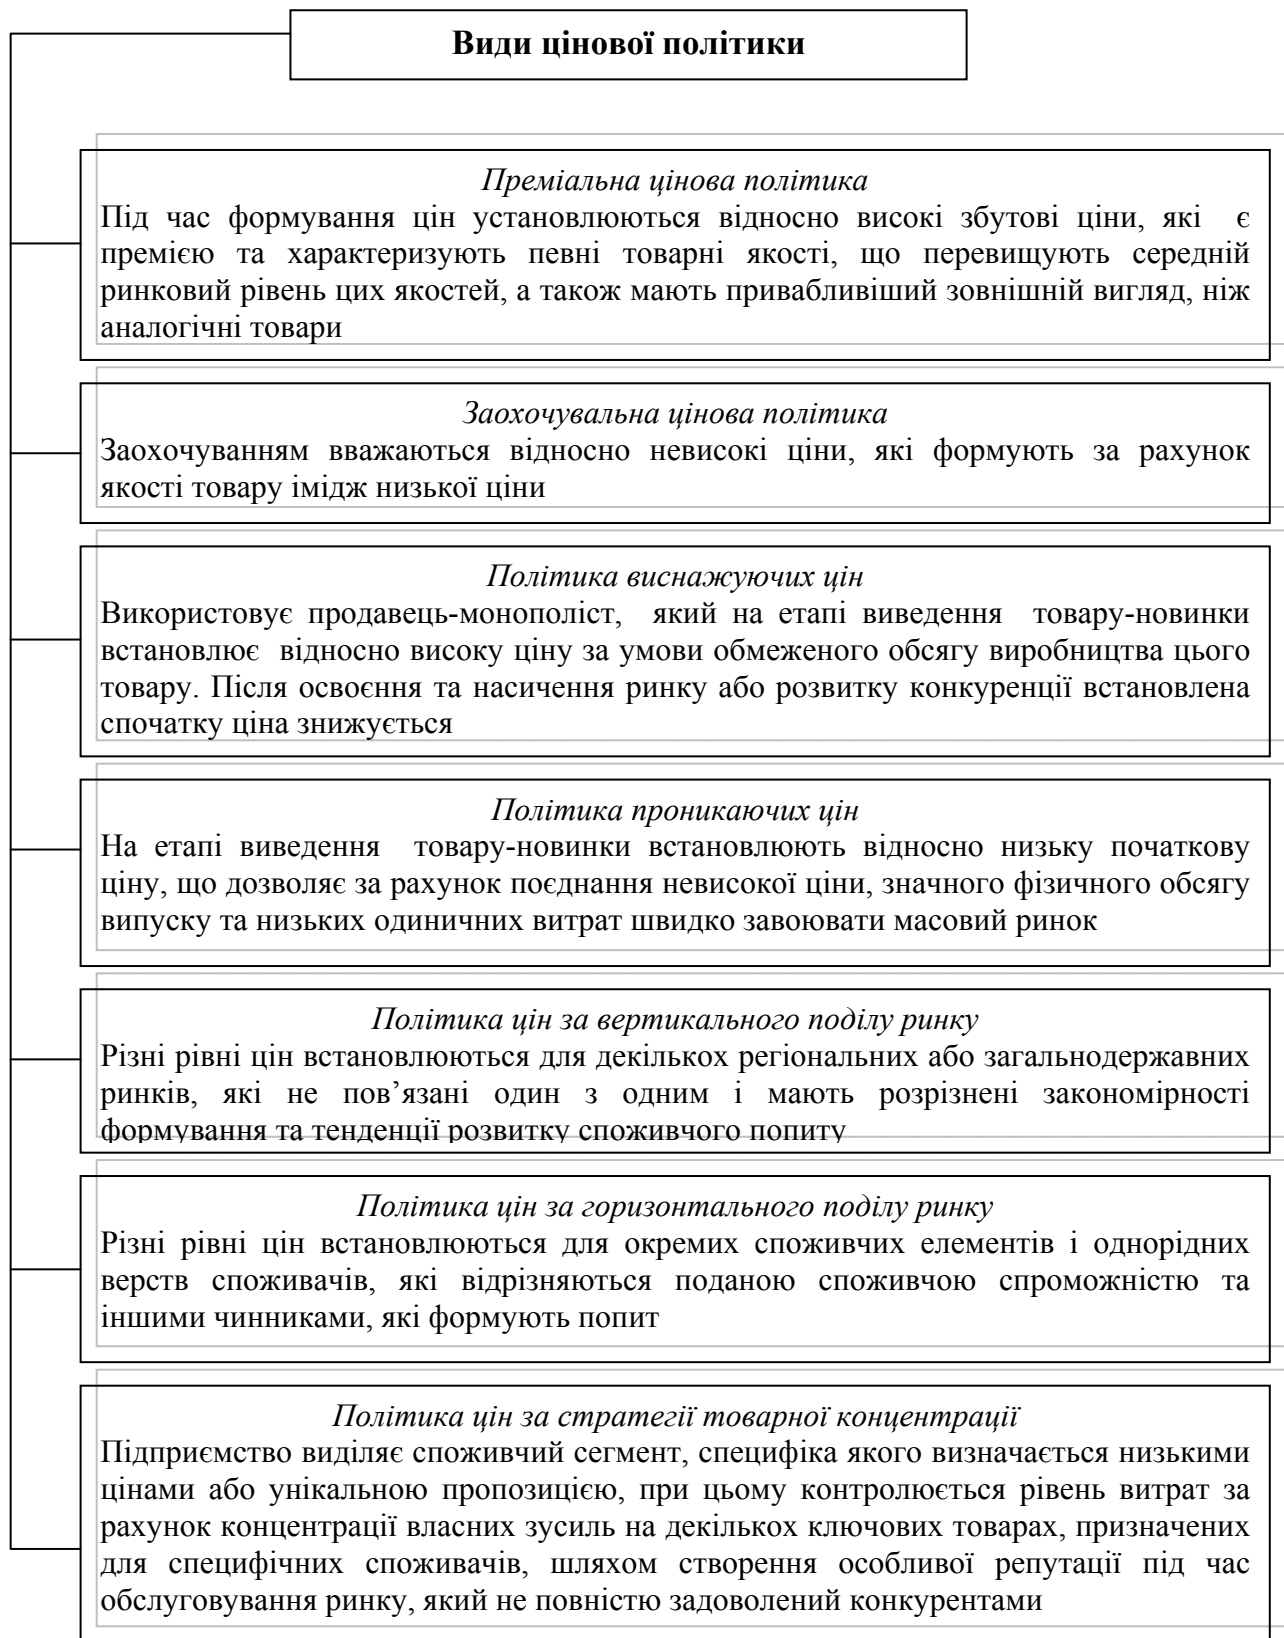 Види цінової політики
Преміальна цінова політика
Під час формування цін установлюються відносно високі збутові ціни, які є
премією та характеризують певні товарні якості, що перевищують середній
ринковий рівень цих якостей, а також мають привабливіший зовнішній вигляд, ніж
аналогічні товари
Заохочувальна цінова політика
Заохочуванням вважаються відносно невисокі ціни, які формують за рахунок
якості товару імідж низької ціни
Політика виснажуючих цін
Використовує продавець-монополіст, який на етапі виведення товару-новинки
встановлює відносно високу ціну за умови обмеженого обсягу виробництва цього
товару. Після освоєння та насичення ринку або розвитку конкуренції встановлена
спочатку ціна знижується
Політика проникаючих цін
На етапі виведення товару-новинки встановлюють відносно низьку початкову
ціну, що дозволяє за рахунок поєднання невисокої ціни, значного фізичного обсягу
випуску та низьких одиничних витрат швидко завоювати масовий ринок
Політика цін за вертикального поділу ринку
Різні рівні цін встановлюються для декількох регіональних або загальнодержавних
ринків, які не пов’язані один з одним і мають розрізнені закономірності
формування та тенденції розвитку споживчого попиту
Політика цін за горизонтального поділу ринку
Різні рівні цін встановлюються для окремих споживчих елементів і однорідних
верств споживачів, які відрізняються поданою споживчою спроможністю та
іншими чинниками, які формують попит
Політика цін за стратегії товарної концентрації
Підприємство виділяє споживчий сегмент, специфіка якого визначається низькими
цінами або унікальною пропозицією, при цьому контролюється рівень витрат за
рахунок концентрації власних зусиль на декількох ключових товарах, призначених
для специфічних споживачів, шляхом створення особливої репутації під час
обслуговування ринку, який не повністю задоволений конкурентами